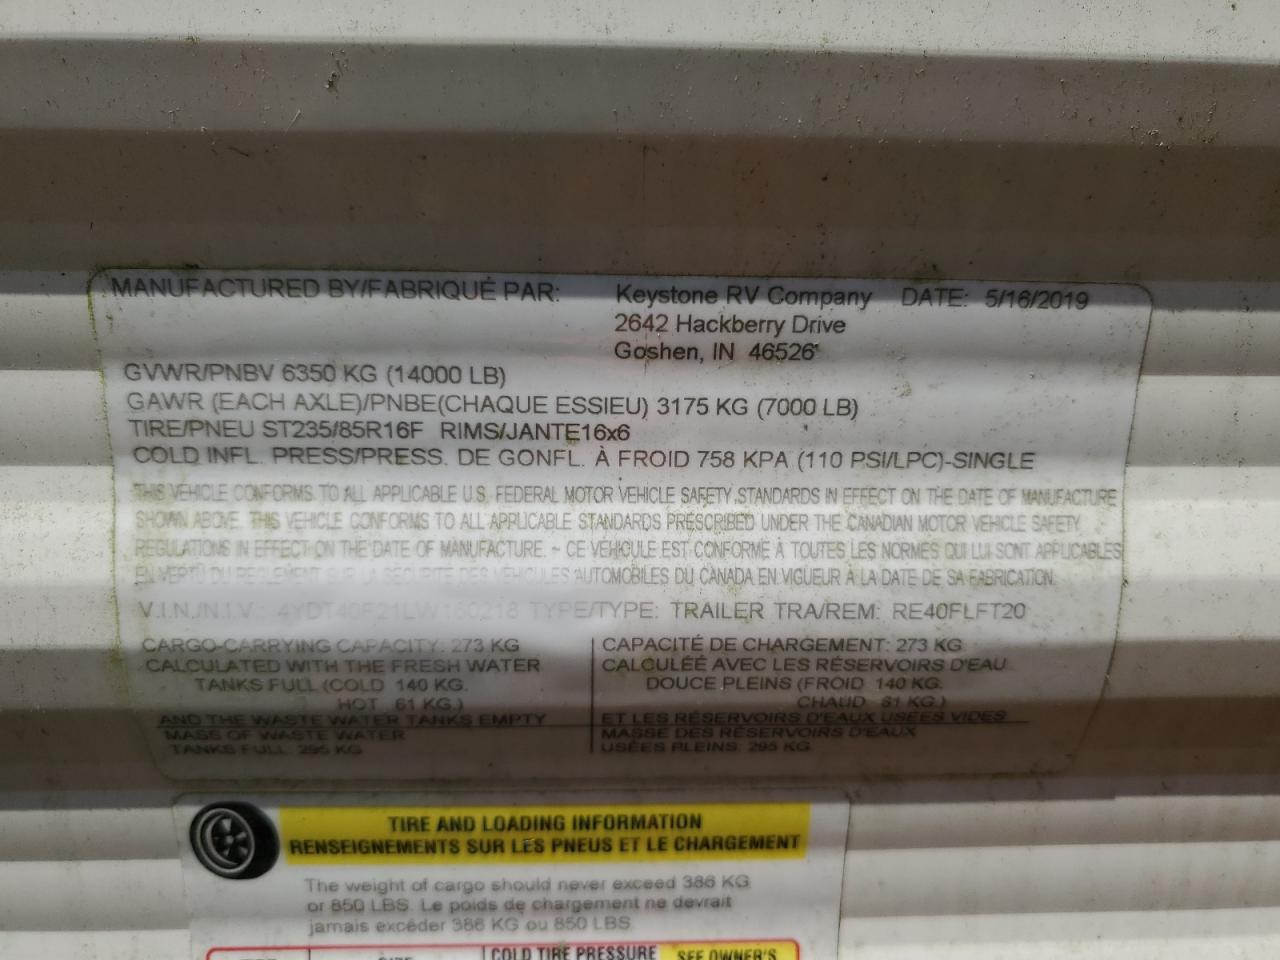 MANUFACTURED BY/FABRIQUÉ PAR: Keystone RV Company DATE: 5/16/2019
2642 Hackberry Drive
Goshen, IN 46526
GVWR/PNBV 6350 KG (14000 LB)
GAWR (EACH AXLE)/PNBE(CHAQUE ESSIEU) 3175 KG (7000 LB)
TIRE/PNEU ST235/85R16F RIMS/JANTE16x6
COLD INFL. PRESS/PRESS. DE GONFL. À FROID 758 KPA (110 PSI/LPC)-SINGLE
THIS VEHICLE CONFORMS TO ALL APPLICABLE U.S. FEDERAL MOTOR VEHICLE SAFETY STANDARDS IN EFFECT ON THE DATE OF MANUFACTURE
SHOWN ABOVE. THIS VEHICLE CONFORMS TO ALL APPLICABLE STANDARDS PRESCRIBED UNDER THE CANADIAN MOTOR VEHICLE SAFETY
REGULATIONS IN EFFECT ON THE DATE OF MANUFACTURE. ~ CE VÉHICULE EST CONFORME À TOUTES LES NORMES QUI LUI SONT APPLICABLES
EN VERTU DU RÈGLEMENT SUR LA SÉCURITÉ DES VÉHICULES AUTOMOBILES DU CANADA EN VIGUEUR À LA DATE DE SA FABRICATION.
V.I.N./N.I.V.: TYPE/TYPE: TRAILER TRA/REM: RE40FLFT20
CARGO-CARRYING CAPACITY: 273 KG
CALCULATED WITH THE FRESH WATER
TANKS FULL (COLD 140 KG.
HOT 61 KG.)
AND THE WASTE WATER TANKS EMPTY
MASS OF WASTE WATER
TANKS FULL: 295 KG
CAPACITÉ DE CHARGEMENT: 273 KG
CALCULÉE AVEC LES RÉSERVOIRS D'EAU
DOUCE PLEINS (FROID 140 KG.
CHAUD KG.)
ET LES RÉSERVOIRS D'EAUX USÉES VIDES
MASSE DES RÉSERVOIRS D'EAUX
USÉES PLEINS: 295 KG
TIRE AND LOADING INFORMATION
RENSEIGNEMENTS SUR LES PNEUS ET LE CHARGEMENT
The weight of cargo should never exceed 386 KG
or 850 LBS. Le poids de chargement ne devrait
jamais excéder 386 KG ou 850 LBS.
COLD TIRE PRESSURE SEE OWNER'S